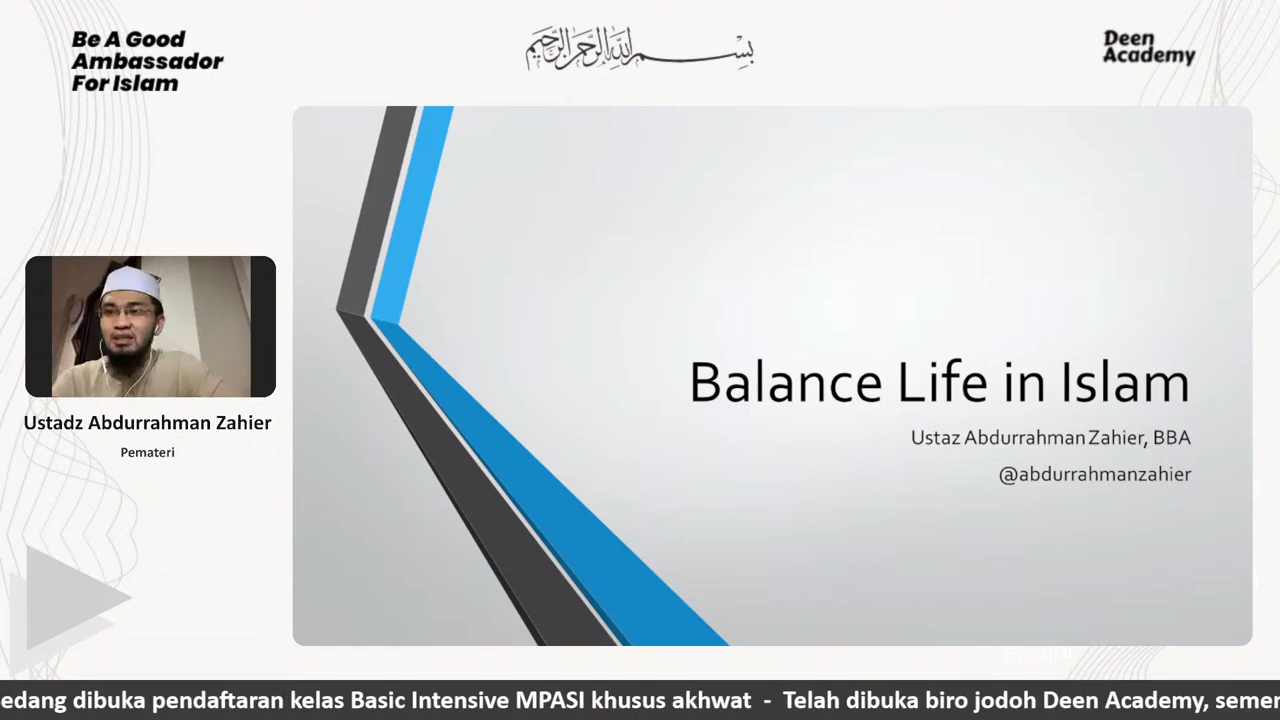 Be A Good
Ambassador
For Islam
بسم الله الرحمن الرحيم
Deen
Academy
Balance Life in Islam
Ustaz Abdurrahman Zahier, BBA
@abdurrahmanzahier
Ustadz Abdurrahman Zahier
Pemateri
sedang dibuka pendaftaran kelas Basic Intensive MPASI khusus akhwat - Telah dibuka biro jodoh Deen Academy,